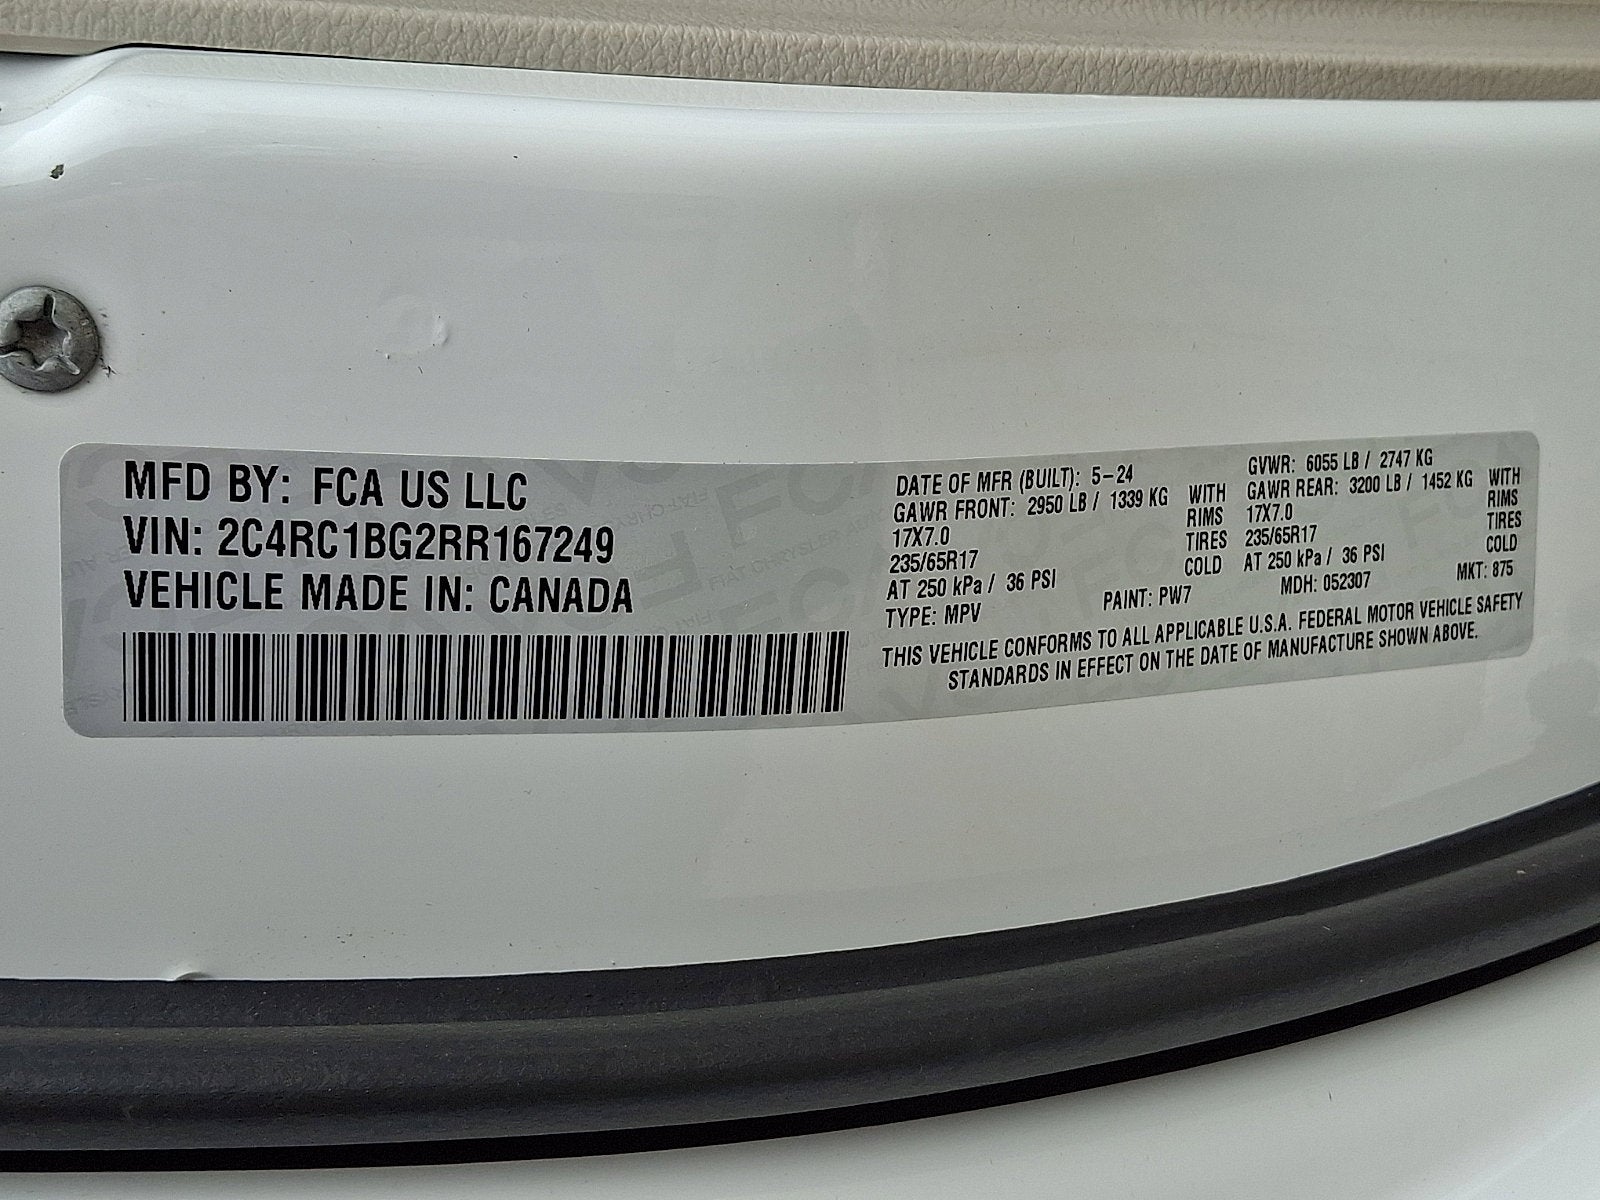 MFD BY: FCA US LLC
VIN: 2C4RC1BG2RR167249
VEHICLE MADE IN: CANADA
DATE OF MFR (BUILT): 5-24
GAWR FRONT: 2950 LB / 1339 KG WITH
17X7.0 RIMS
235/65R17 TIRES
AT 250 kPa / 36 PSI COLD
TYPE: MPV PAINT: PW7
GVWR: 6055 LB / 2747 KG
GAWR REAR: 3200 LB / 1452 KG WITH
17X7.0 RIMS
235/65R17 TIRES
AT 250 kPa / 36 PSI COLD
MDH: 052307 MKT: 875
THIS VEHICLE CONFORMS TO ALL APPLICABLE U.S.A. FEDERAL MOTOR VEHICLE SAFETY
STANDARDS IN EFFECT ON THE DATE OF MANUFACTURE SHOWN ABOVE.